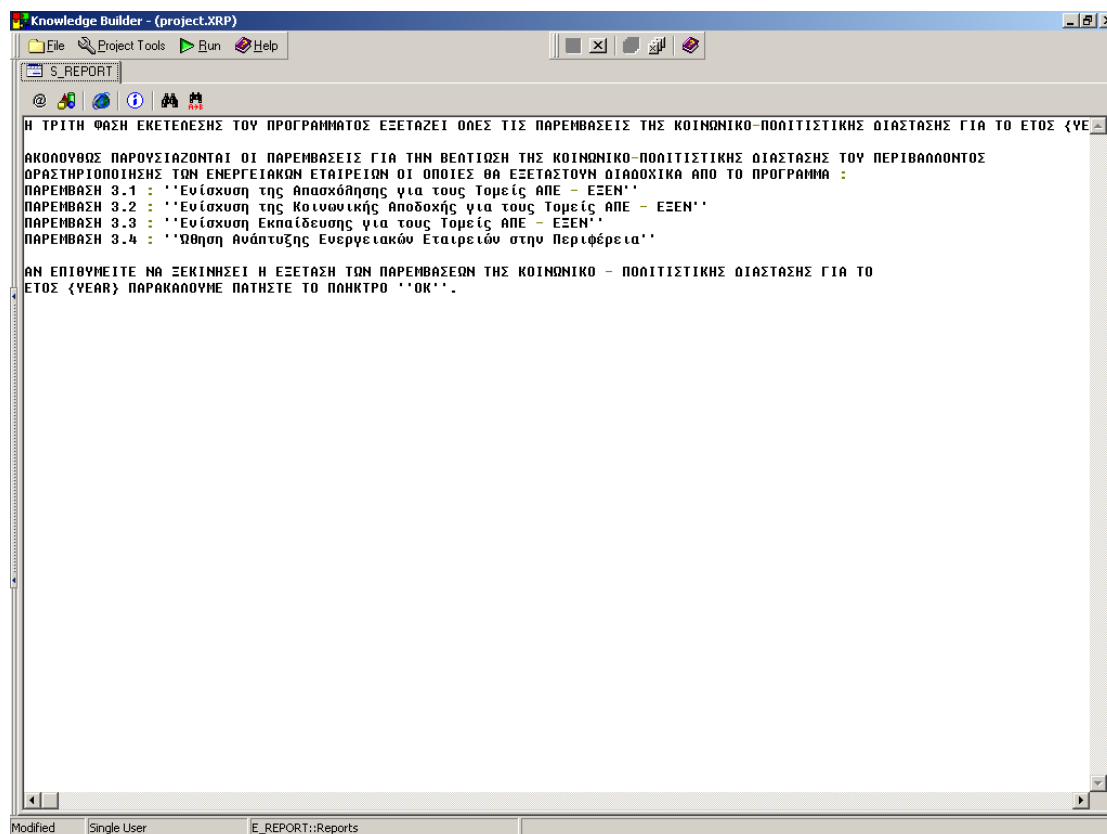 Knowledge Builder - (project.XRP)
File Project Tools Run Help
S_REPORT
Η ΤΡΙΤΗ ΦΑΣΗ ΕΚΕΤΕΛΕΣΗΣ ΤΟΥ ΠΡΟΓΡΑΜΜΑΤΟΣ ΕΞΕΤΑΖΕΙ ΟΛΕΣ ΤΙΣ ΠΑΡΕΜΒΑΣΕΙΣ ΤΗΣ ΚΟΙΝΩΝΙΚΟ-ΠΟΛΙΤΙΣΤΙΚΗΣ ΔΙΑΣΤΑΣΗΣ ΓΙΑ ΤΟ ΕΤΟΣ {YE
ΑΚΟΛΟΥΘΩΣ ΠΑΡΟΥΣΙΑΖΟΝΤΑΙ ΟΙ ΠΑΡΕΜΒΑΣΕΙΣ ΓΙΑ ΤΗΝ ΒΕΛΤΙΩΣΗ ΤΗΣ ΚΟΙΝΩΝΙΚΟ-ΠΟΛΙΤΙΣΤΙΚΗΣ ΔΙΑΣΤΑΣΗΣ ΤΟΥ ΠΕΡΙΒΑΛΛΟΝΤΟΣ
ΔΡΑΣΤΗΡΙΟΠΟΙΗΣΗΣ ΤΩΝ ΕΝΕΡΓΕΙΑΚΩΝ ΕΤΑΙΡΕΙΩΝ ΟΙ ΟΠΟΙΕΣ ΘΑ ΕΞΕΤΑΣΤΟΥΝ ΔΙΑΔΟΧΙΚΑ ΑΠΟ ΤΟ ΠΡΟΓΡΑΜΜΑ :
ΠΑΡΕΜΒΑΣΗ 3.1 : ''Ενίσχυση της Απασχόλησης για τους Τομείς ΑΠΕ - ΕΞΕΝ''
ΠΑΡΕΜΒΑΣΗ 3.2 : ''Ενίσχυση της Κοινωνικής Αποδοχής για τους Τομείς ΑΠΕ - ΕΞΕΝ''
ΠΑΡΕΜΒΑΣΗ 3.3 : ''Ενίσχυση Εκπαίδευσης για τους Τομείς ΑΠΕ - ΕΞΕΝ''
ΠΑΡΕΜΒΑΣΗ 3.4 : ''Ώθηση Ανάπτυξης Ενεργειακών Εταιρειών στην Περιφέρεια''
ΑΝ ΕΠΙΘΥΜΕΙΤΕ ΝΑ ΞΕΚΙΝΗΣΕΙ Η ΕΞΕΤΑΣΗ ΤΩΝ ΠΑΡΕΜΒΑΣΕΩΝ ΤΗΣ ΚΟΙΝΩΝΙΚΟ - ΠΟΛΙΤΙΣΤΙΚΗΣ ΔΙΑΣΤΑΣΗΣ ΓΙΑ ΤΟ
ΕΤΟΣ {YEAR} ΠΑΡΑΚΑΛΟΥΜΕ ΠΑΤΗΣΤΕ ΤΟ ΠΛΗΚΤΡΟ ''ΟΚ''.
Modified Single User E_REPORT::Reports